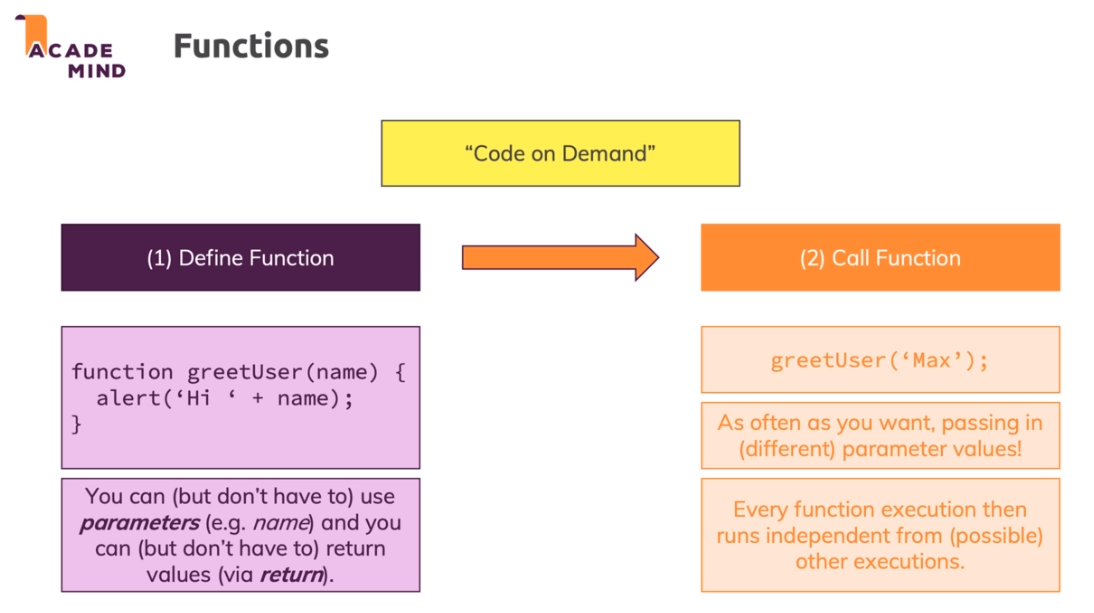 ACADE
MIND
Functions
“Code on Demand”
(1) Define Function
(2) Call Function
function greetUser(name) {
alert(‘Hi ‘ + name);
}
greetUser(‘Max’);
You can (but don’t have to) use
parameters (e.g. name) and you
can (but don’t have to) return
values (via return).
As often as you want, passing in
(different) parameter values!
Every function execution then
runs independent from (possible)
other executions.